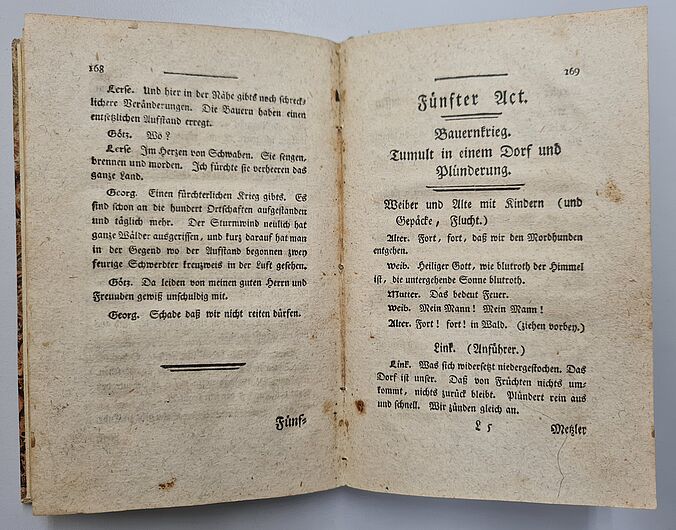 168
Lerse. Und hier in der Nähe gibts noch schreck-
lichere Veränderungen. Die Bauern haben einen
entsetzlichen Aufstand erregt.
Götz. Wo?
Lerse Im Herzen von Schwaben. Sie sengen,
brennen und morden. Ich fürchte sie verheeren das
ganze Land.
Georg. Einen fürchterlichen Krieg gibts. Es
sind schon an die hundert Ortschaften aufgestanden
und täglich mehr. Der Sturmwind neulich hat
ganze Wälder ausgerissen, und kurz darauf hat man
in der Gegend wo der Aufstand begonnen zwey
feurige Schwerdter kreuzweis in der Luft gesehen.
Götz. Da leiden von meinen guten Herrn und
Freunden gewiß unschuldig mit.
Georg. Schade daß wir nicht reiten dürfen.
Fünf-
169
Fünfter Act.
Bauernkrieg.
Tumult in einem Dorf und
Plünderung.
Weiber und Alte mit Kindern (und
Gepäcke, Flucht.)
Alter. Fort, fort, daß wir den Mordhunden
entgehen.
Weib. Heiliger Gott, wie blutroth der Himmel
ist, die untergehende Sonne blutroth.
Mutter. Das bedeut Feuer.
Weib. Mein Mann! Mein Mann!
Alter. Fort! fort! in Wald. (ziehen vorbey.)
Link. (Anführer.)
Link. Was sich widersetzt niedergestochen. Das
Dorf ist unser. Daß von Früchten nichts um-
kommt, nichts zurück bleibt. Plündert rein aus
und schnell. Wir zünden gleich an.
L 5
Metzler